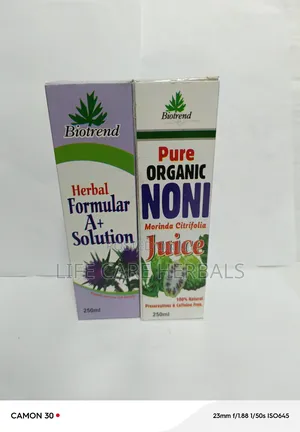 Biotrend
Herbal
Formular
A+
Solution
250ml
Biotrend
Pure
ORGANIC
NONI
Morinda Citrifolia
Juice
100% Natural
Preservatives & Caffeine Free
250ml
LIFE CARE HERBALS
CAMON 30
23mm f/1.88 1/50s ISO645